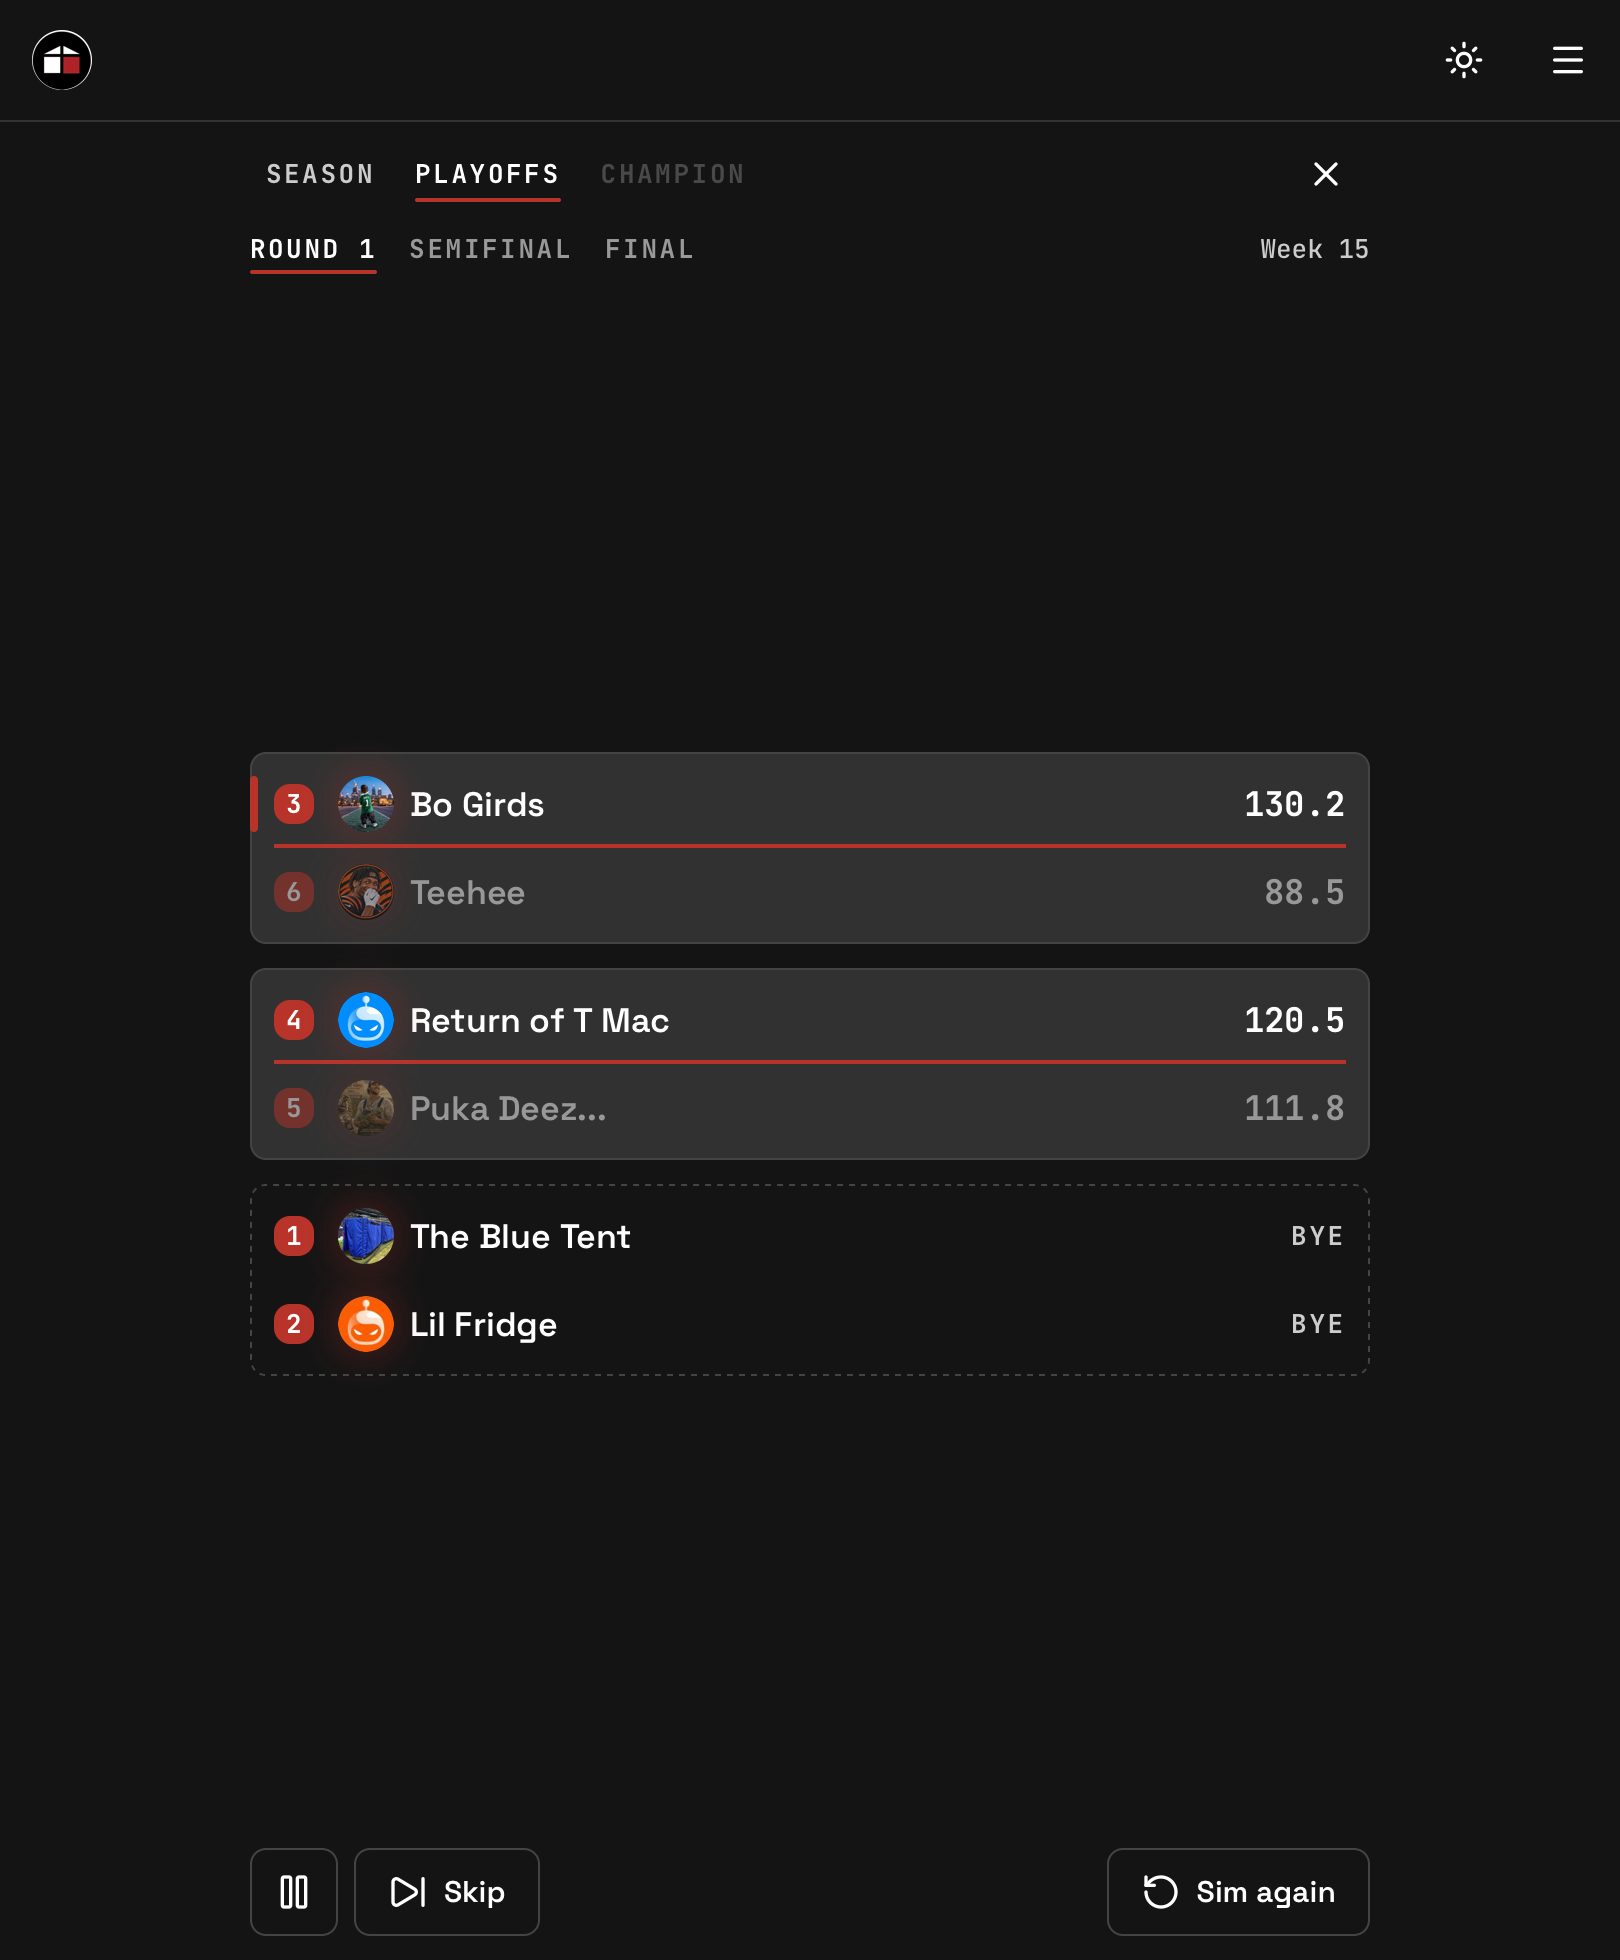 SEASON PLAYOFFS CHAMPION
ROUND 1 SEMIFINAL FINAL Week 15
3 Bo Girds 130.2
6 Teehee 88.5
4 Return of T Mac 120.5
5 Puka Deez... 111.8
1 The Blue Tent BYE
2 Lil Fridge BYE
Skip Sim again